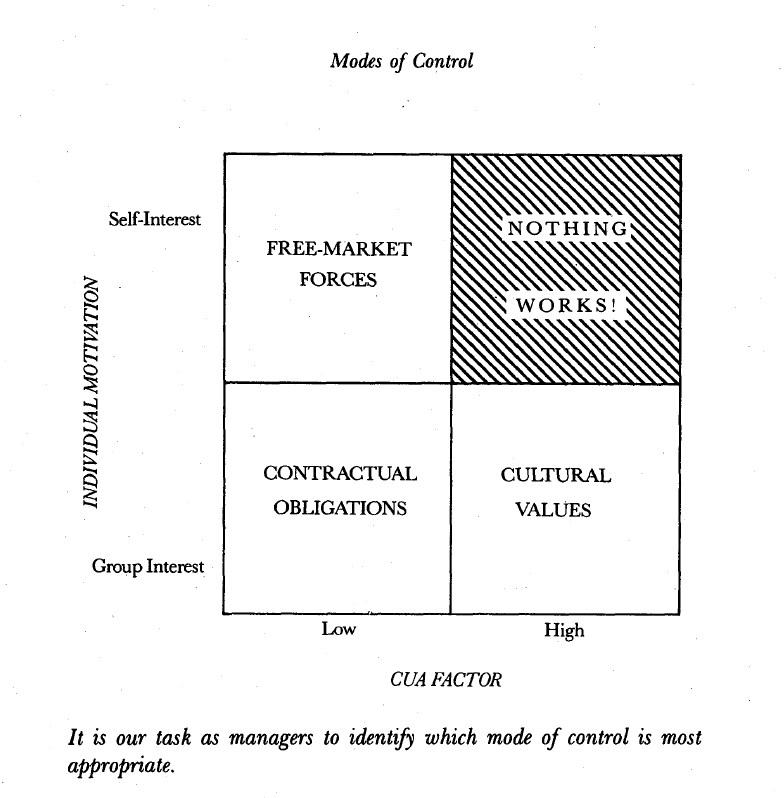 Modes of Control
Self-Interest
FREE-MARKET
FORCES
NOTHING
WORKS!
INDIVIDUAL MOTIVATION
CONTRACTUAL
OBLIGATIONS
CULTURAL
VALUES
Group Interest
Low
High
CUA FACTOR
It is our task as managers to identify which mode of control is most
appropriate.